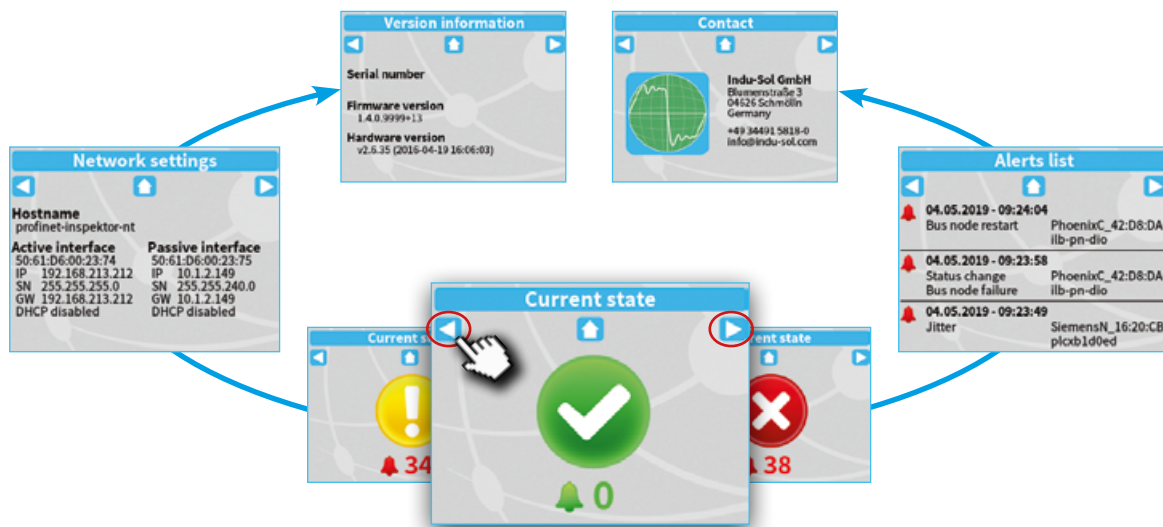 Version information
Serial number
Firmware version
1.4.0.9999+13
Hardware version
v2.6.35 (2016-04-19 16:06:03)
Contact
Indu-Sol GmbH
Blumenstraße 3
04626 Schmölln
Germany
+49 34491 5818-0
info@indu-sol.com
Network settings
Hostname
profinet-inspektor-nt
Active interface
50:61:D6:00:23:74
IP 192.168.213.212
SN 255.255.255.0
GW 192.168.213.212
DHCP disabled
Passive interface
50:61:D6:00:23:75
IP 10.1.2.149
SN 255.255.240.0
GW 10.1.2.149
DHCP disabled
Alerts list
04.05.2019 - 09:24:04
Bus node restart PhoenixC_42:D8:DA
ilb-pn-dio
04.05.2019 - 09:23:58
Status change PhoenixC_42:D8:DA
Bus node failure ilb-pn-dio
04.05.2019 - 09:23:49
Jitter SiemensN_16:20:CB
plcxb1d0ed
Current s
34
Current state
0
rent state
38